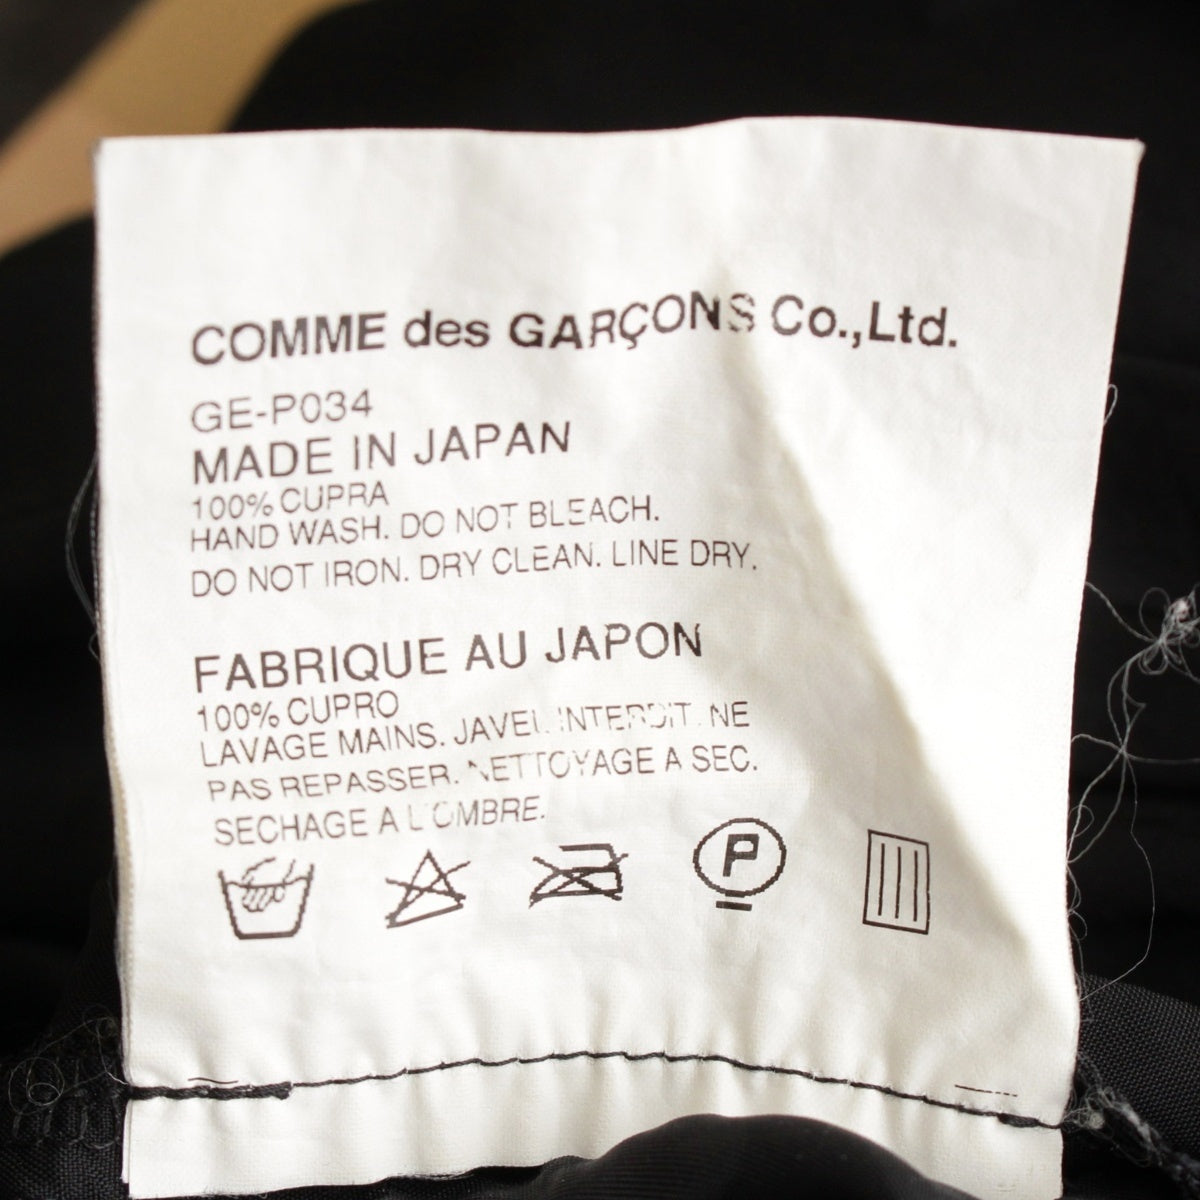 COMME des GARÇONS Co.,Ltd.
GE-P034
MADE IN JAPAN
100% CUPRA
HAND WASH. DO NOT BLEACH.
DO NOT IRON. DRY CLEAN. LINE DRY.
FABRIQUE AU JAPON
100% CUPRO
LAVAGE MAINS. JAVEL INTERDIT. NE
PAS REPASSER. NETTOYAGE A SEC.
SECHAGE A L'OMBRE.
P